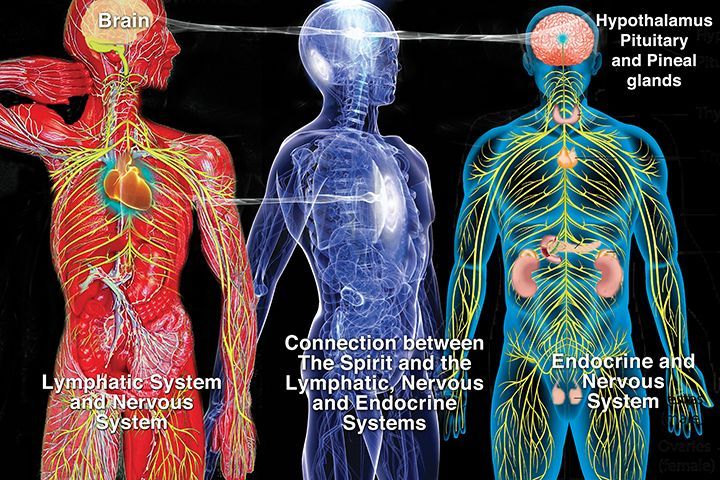 Brain
Hypothalamus
Pituitary
and Pineal
glands
Connection between
The Spirit and the
Lymphatic, Nervous
and Endocrine
Systems
Lymphatic System
and Nervous
System
Endocrine and
Nervous
System
Ovaries
(female)